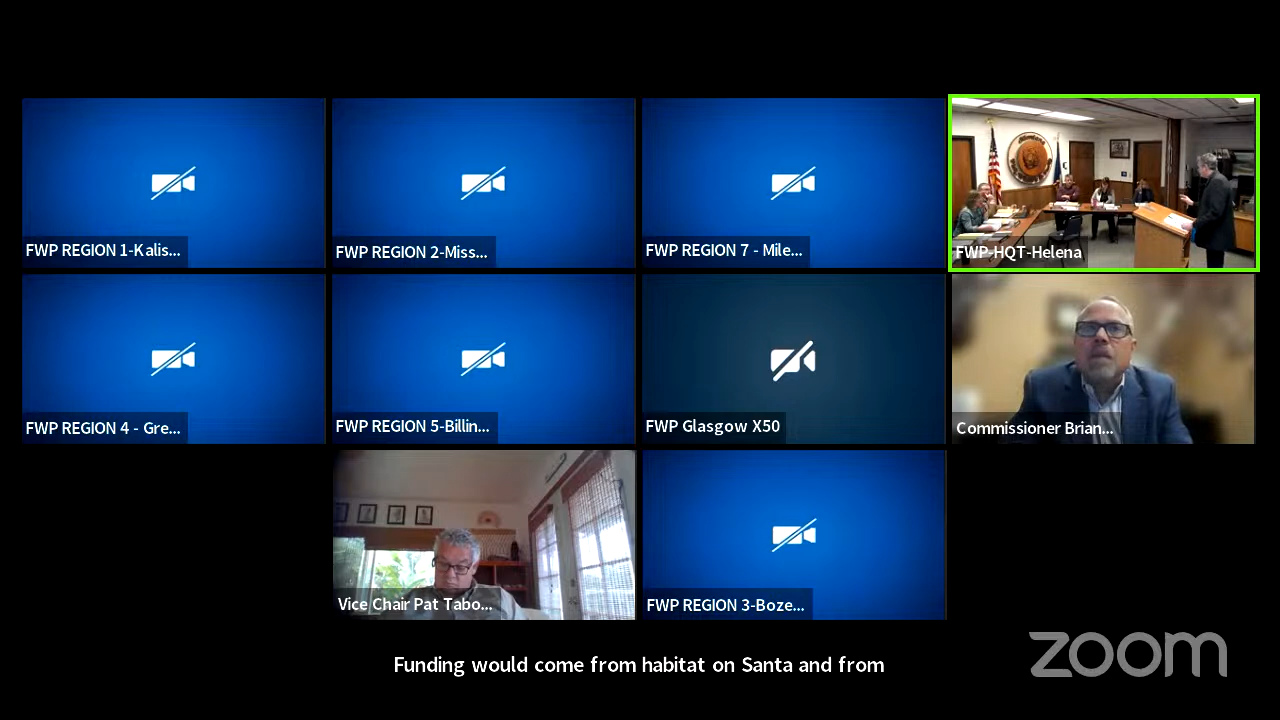 FWP REGION 1-Kalis...
FWP REGION 2-Miss...
FWP REGION 7 - Mile...
FWP-HQT-Helena
FWP REGION 4 - Gre...
FWP REGION 5-Billin...
FWP Glasgow X50
Commissioner Brian...
Vice Chair Pat Tabo...
FWP REGION 3-Boze...
Funding would come from habitat on Santa and from
zoom